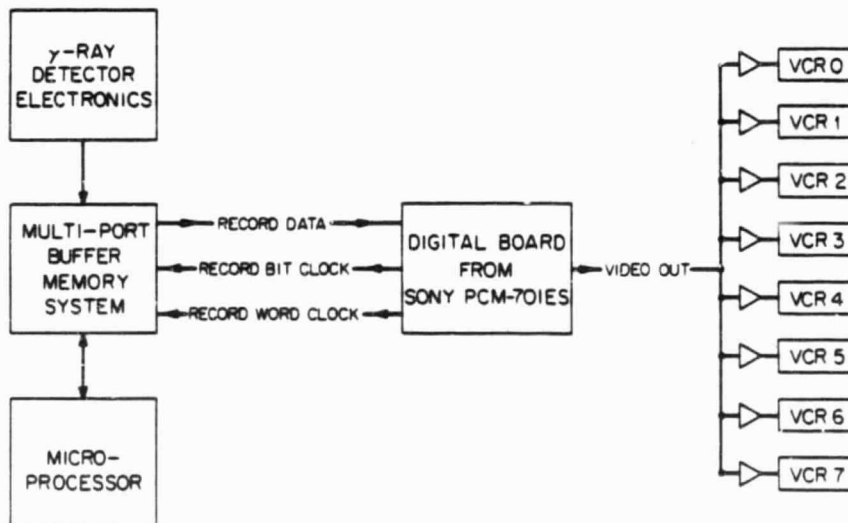 γ-RAY
DETECTOR
ELECTRONICS
MULTI-PORT
BUFFER
MEMORY
SYSTEM
MICRO-
PROCESSOR
RECORD DATA
RECORD BIT CLOCK
RECORD WORD CLOCK
DIGITAL BOARD
FROM
SONY PCM-701ES
VIDEO OUT
VCR 0
VCR 1
VCR 2
VCR 3
VCR 4
VCR 5
VCR 6
VCR 7